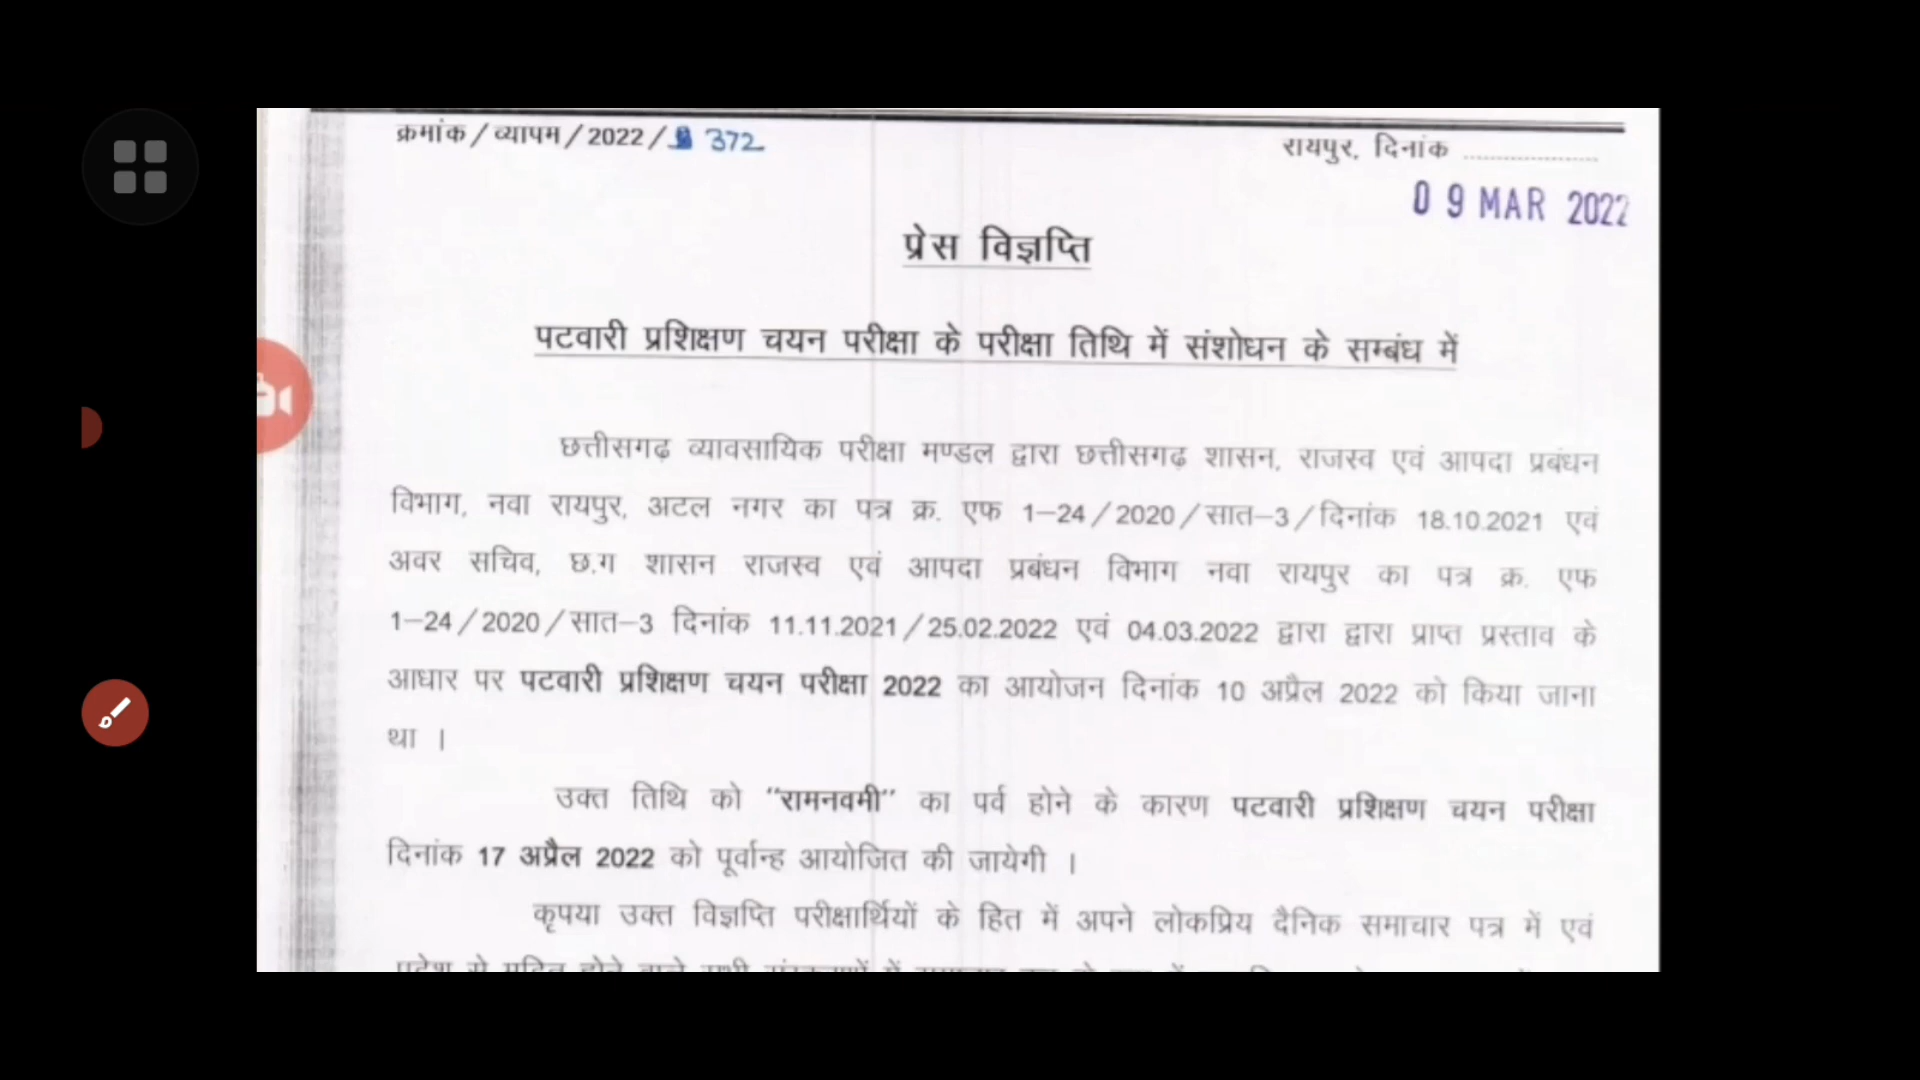 क्रमांक/व्यापम/2022/ 372
रायपुर, दिनांक ....................
09 MAR 2022
प्रेस विज्ञप्ति
पटवारी प्रशिक्षण चयन परीक्षा के परीक्षा तिथि में संशोधन के सम्बंध में
छत्तीसगढ़ व्यावसायिक परीक्षा मण्डल द्वारा छत्तीसगढ़ शासन, राजस्व एवं आपदा प्रबंधन
विभाग, नवा रायपुर, अटल नगर का पत्र क्र. एफ 1–24/2020/सात–3/दिनांक 18.10.2021 एवं
अवर सचिव, छ.ग शासन राजस्व एवं आपदा प्रबंधन विभाग नवा रायपुर का पत्र क्र. एफ
1–24/2020/सात–3 दिनांक 11.11.2021/25.02.2022 एवं 04.03.2022 द्वारा द्वारा प्राप्त प्रस्ताव के
आधार पर पटवारी प्रशिक्षण चयन परीक्षा 2022 का आयोजन दिनांक 10 अप्रैल 2022 को किया जाना
था ।
उक्त तिथि को "रामनवमी" का पर्व होने के कारण पटवारी प्रशिक्षण चयन परीक्षा
दिनांक 17 अप्रैल 2022 को पूर्वान्ह आयोजित की जायेगी ।
कृपया उक्त विज्ञप्ति परीक्षार्थियों के हित में अपने लोकप्रिय दैनिक समाचार पत्र में एवं